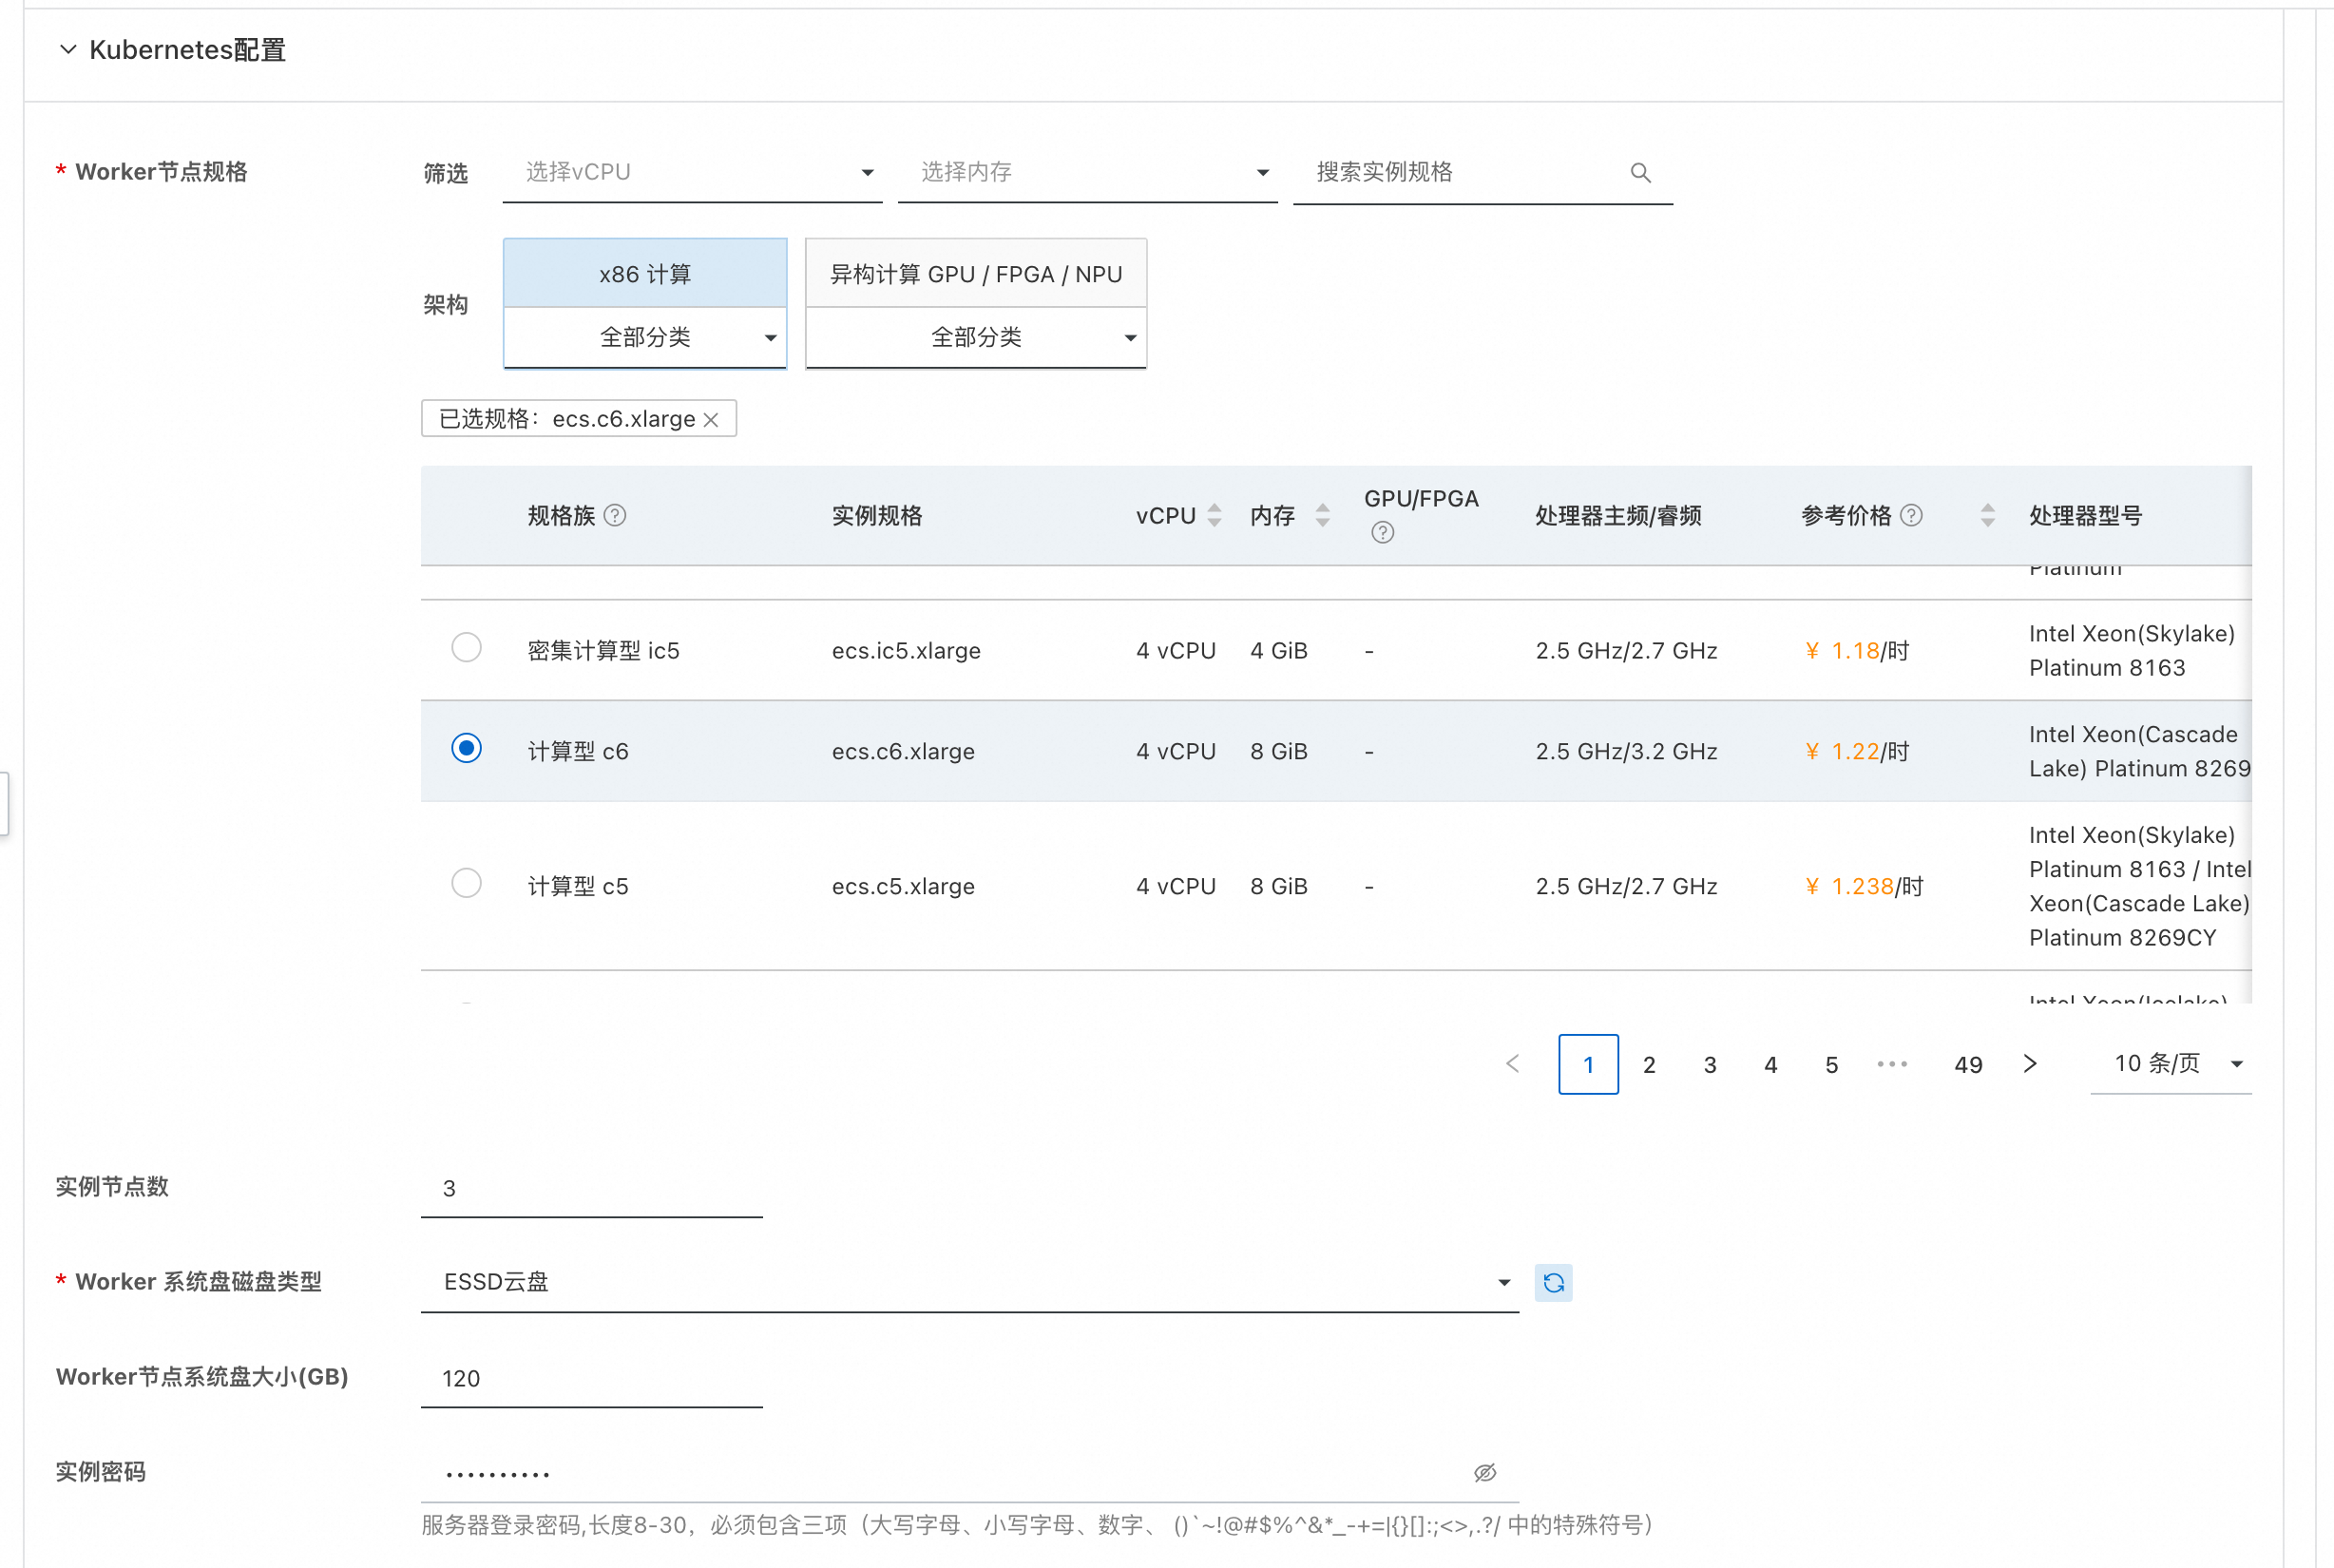 Kubernetes配置
* Worker节点规格
筛选 选择vCPU 选择内存 搜索实例规格
架构
x86 计算 异构计算 GPU / FPGA / NPU
全部分类 全部分类
已选规格：ecs.c6.xlarge
规格族 实例规格 vCPU 内存 GPU/FPGA 处理器主频/睿频 参考价格 处理器型号
Platinum
密集计算型 ic5 ecs.ic5.xlarge 4 vCPU 4 GiB - 2.5 GHz/2.7 GHz ¥ 1.18/时 Intel Xeon(Skylake)
Platinum 8163
计算型 c6 ecs.c6.xlarge 4 vCPU 8 GiB - 2.5 GHz/3.2 GHz ¥ 1.22/时 Intel Xeon(Cascade
Lake) Platinum 8269
计算型 c5 ecs.c5.xlarge 4 vCPU 8 GiB - 2.5 GHz/2.7 GHz ¥ 1.238/时 Intel Xeon(Skylake)
Platinum 8163 / Intel
Xeon(Cascade Lake)
Platinum 8269CY
Intel Xeon(Icelake)
1 2 3 4 5 ••• 49 10 条/页
实例节点数 3
* Worker 系统盘磁盘类型 ESSD云盘
Worker节点系统盘大小(GB) 120
实例密码 ••••••••••
服务器登录密码,长度8-30，必须包含三项（大写字母、小写字母、数字、 ()`~!@#$%^&*_-+=|{}[]:;<>,.?/ 中的特殊符号）